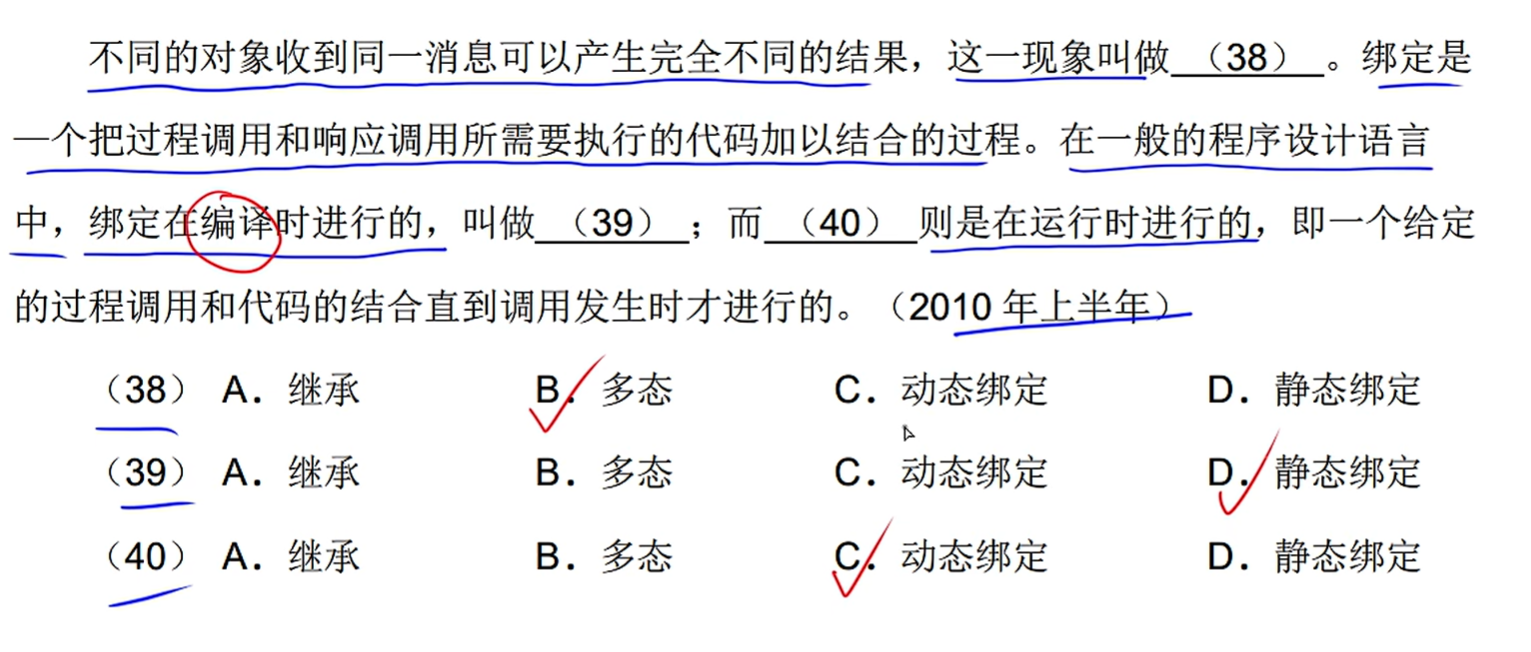 不同的对象收到同一消息可以产生完全不同的结果，这一现象叫做 （38） 。绑定是
一个把过程调用和响应调用所需要执行的代码加以结合的过程。在一般的程序设计语言
中，绑定在编译时进行的，叫做 （39） ；而 （40） 则是在运行时进行的，即一个给定
的过程调用和代码的结合直到调用发生时才进行的。（2010 年上半年）
（38） A．继承 B．多态 C．动态绑定 D．静态绑定
（39） A．继承 B．多态 C．动态绑定 D．静态绑定
（40） A．继承 B．多态 C．动态绑定 D．静态绑定